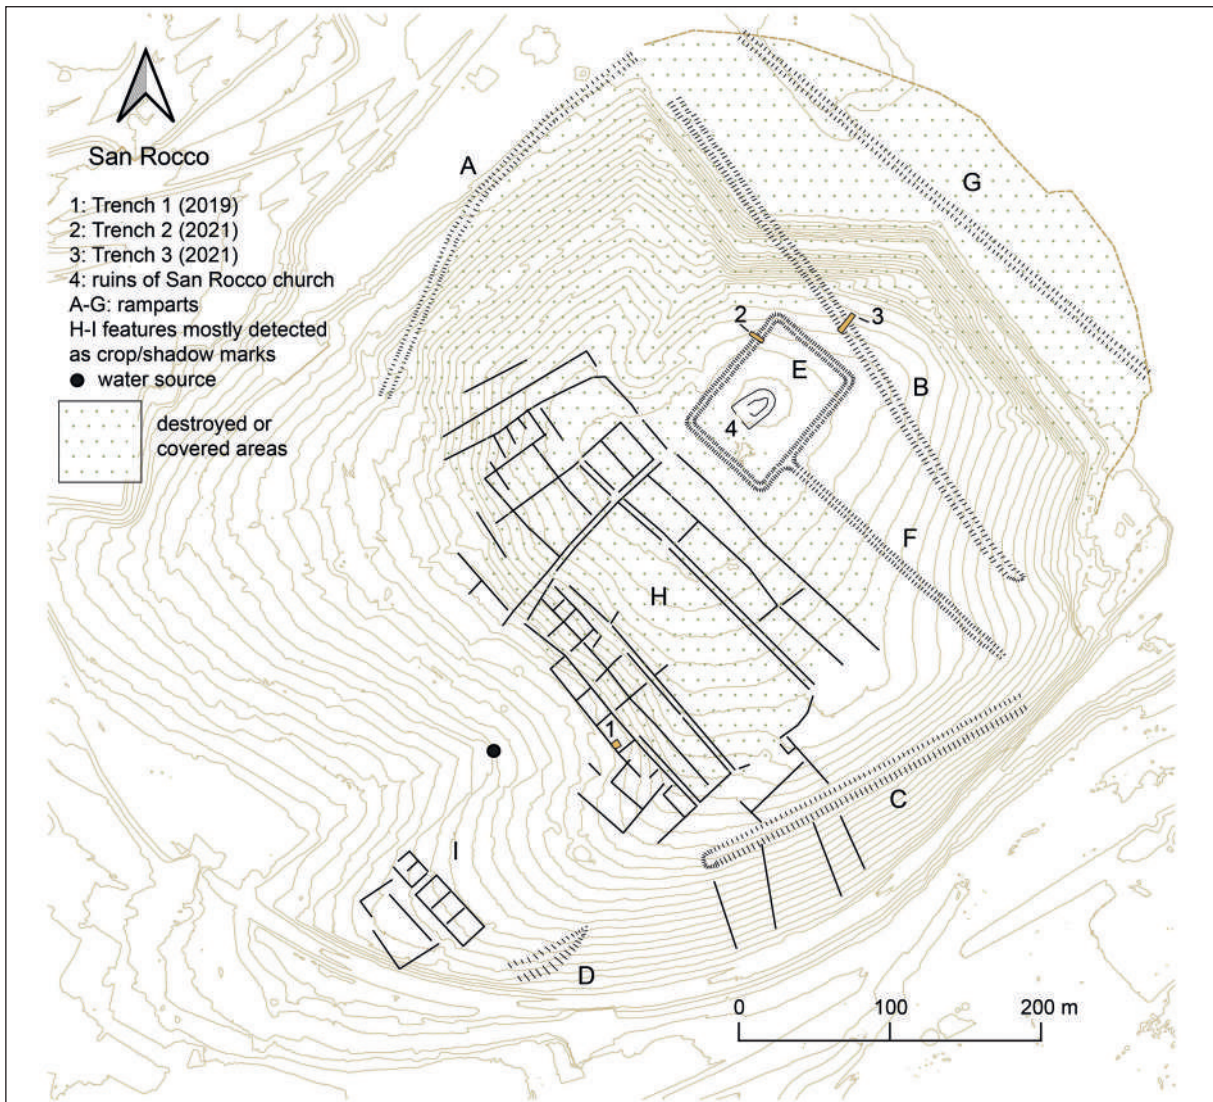 San Rocco
1: Trench 1 (2019)
2: Trench 2 (2021)
3: Trench 3 (2021)
4: ruins of San Rocco church
A-G: ramparts
H-I features mostly detected
as crop/shadow marks
water source
destroyed or
covered areas
A
G
2
3
E
B
4
F
H
1
C
I
D
0 100 200 m